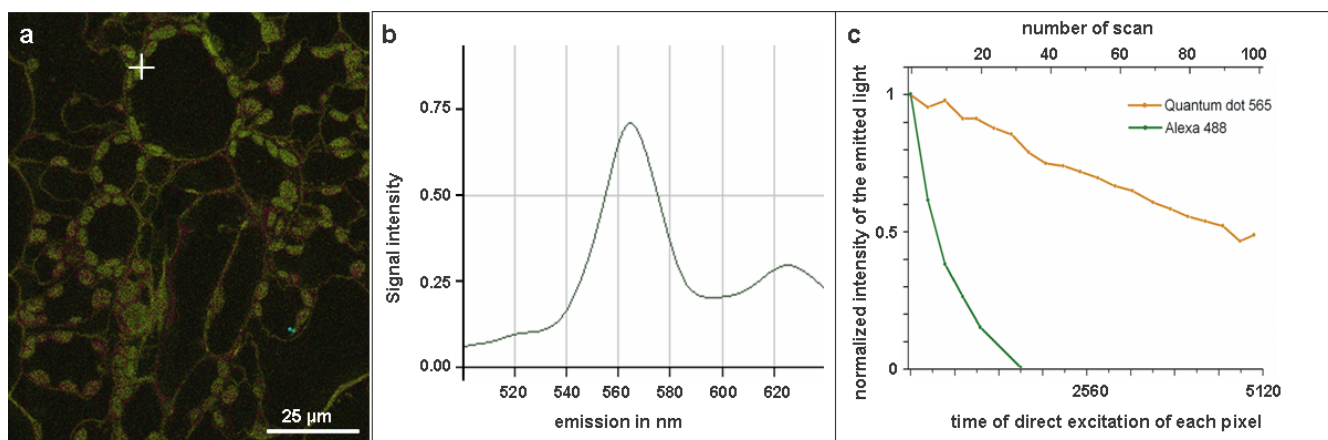 a
25 µm
b
Signal intensity
0.75
0.50
0.25
0.00
520 540 560 580 600 620
emission in nm
c
number of scan
20 40 60 80 100
normalized intensity of the emitted light
1
0.5
0
Quantum dot 565
Alexa 488
2560 5120
time of direct excitation of each pixel